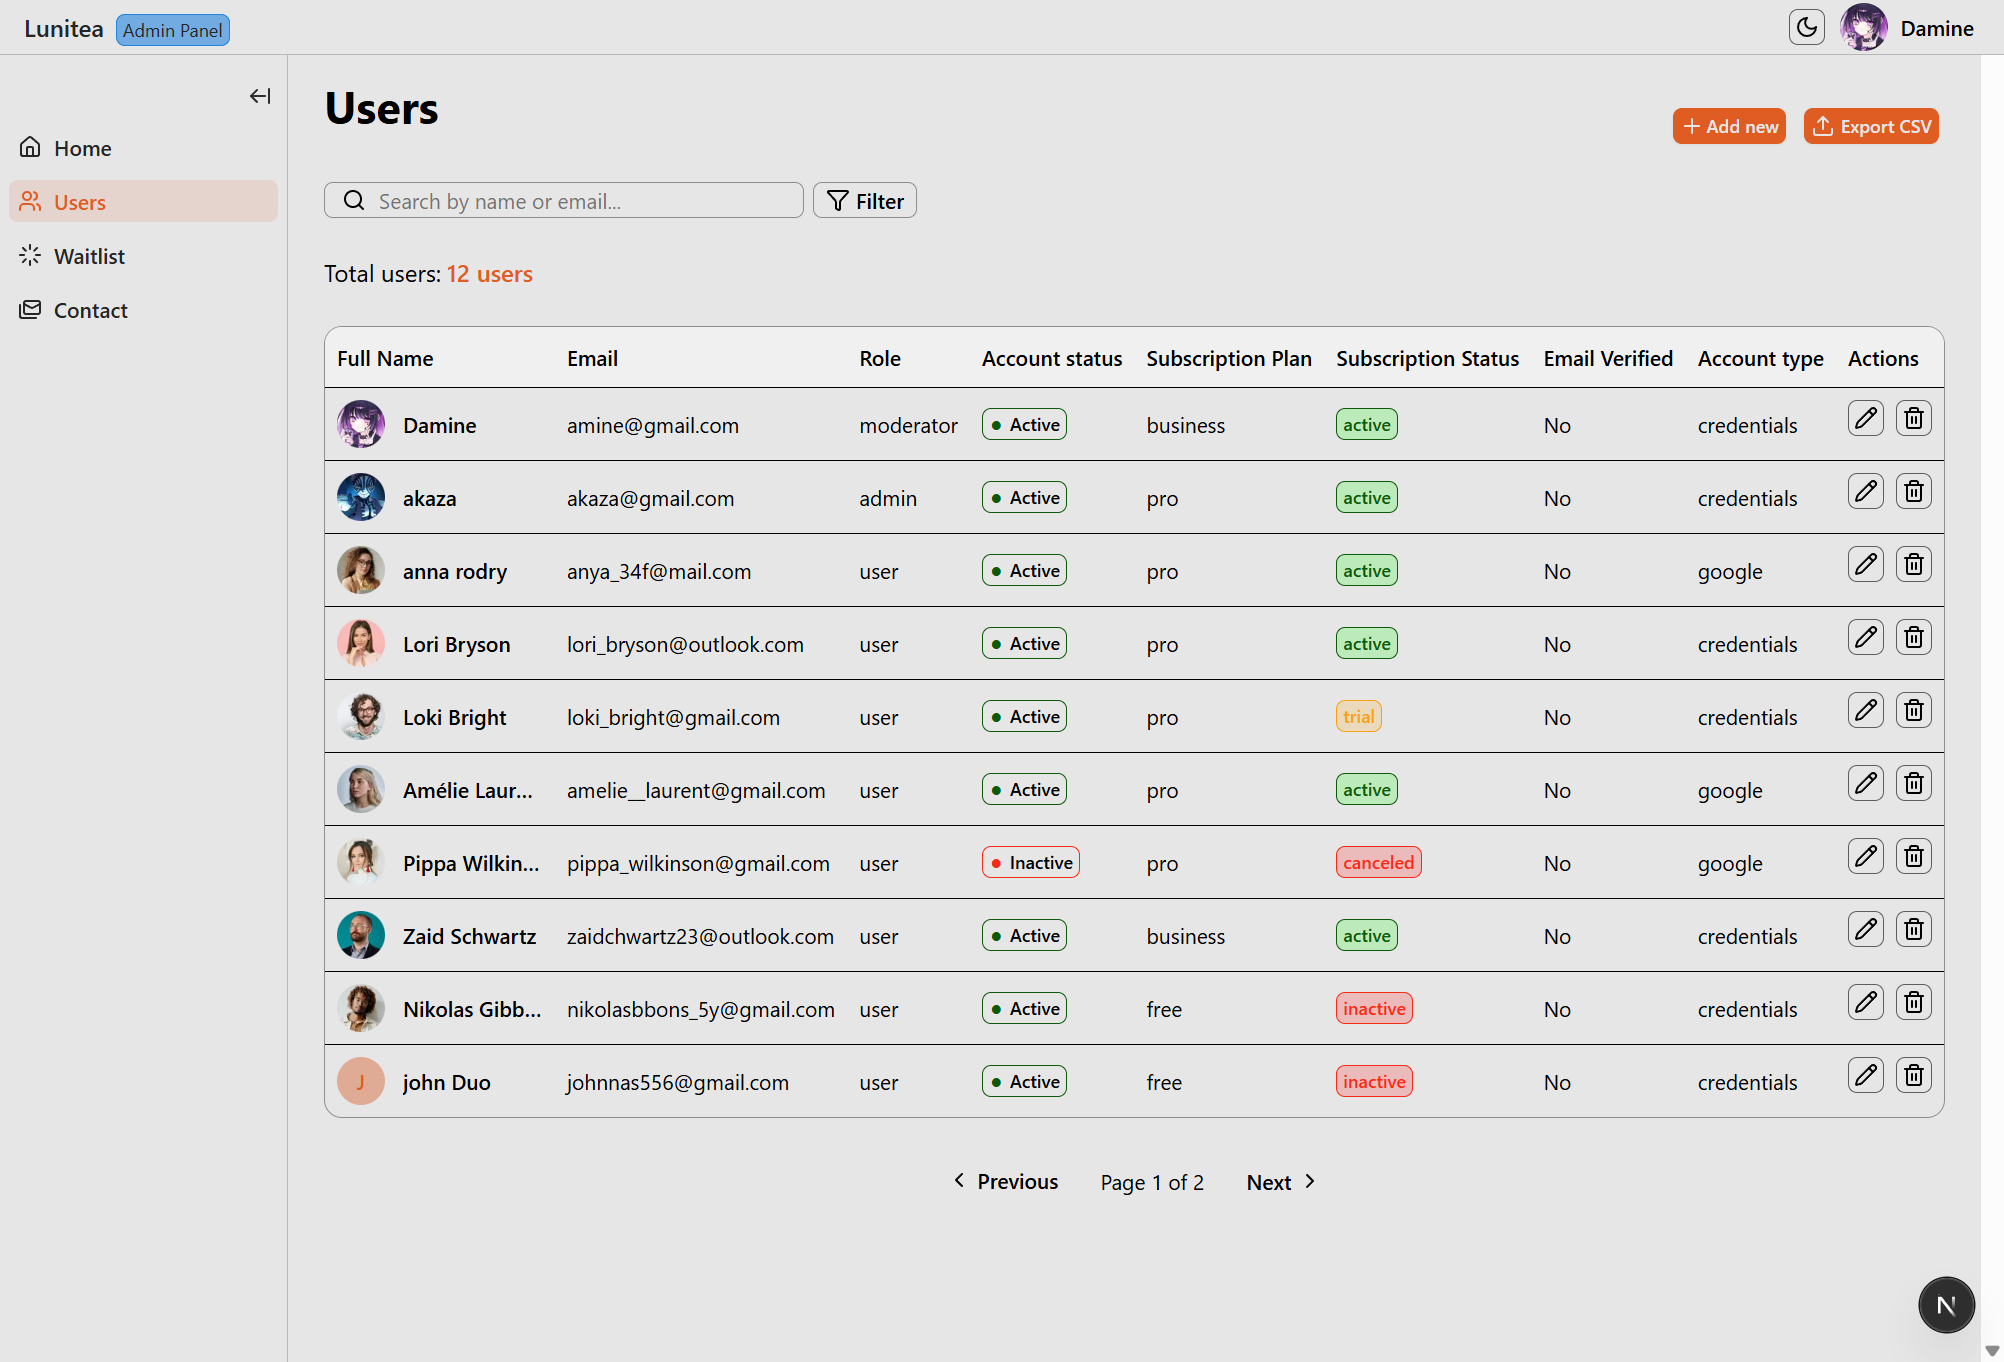 Lunitea Admin Panel Damine
Home
Users
Waitlist
Contact
Users
Add new Export CSV
Search by name or email... Filter
Total users: 12 users
Full Name Email Role Account status Subscription Plan Subscription Status Email Verified Account type Actions
Damine amine@gmail.com moderator Active business active No credentials
akaza akaza@gmail.com admin Active pro active No credentials
anna rodry anya_34f@mail.com user Active pro active No google
Lori Bryson lori_bryson@outlook.com user Active pro active No credentials
Loki Bright loki_bright@gmail.com user Active pro trial No credentials
Amélie Laur... amelie__laurent@gmail.com user Active pro active No google
Pippa Wilkin... pippa_wilkinson@gmail.com user Inactive pro canceled No google
Zaid Schwartz zaidchwartz23@outlook.com user Active business active No credentials
Nikolas Gibb... nikolasbbons_5y@gmail.com user Active free inactive No credentials
J john Duo johnnas556@gmail.com user Active free inactive No credentials
Previous Page 1 of 2 Next
N